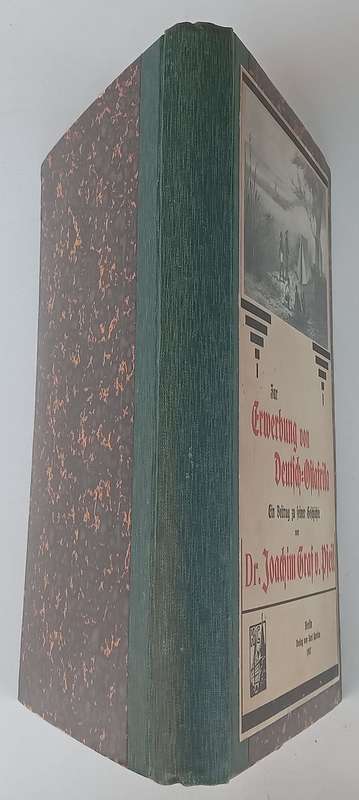 Zur
Erwerbung von
Deutsch-Ostafrika
Ein Beitrag zu seiner Geschichte
von
Dr. Joachim Graf v. Pfeil
Berlin
Verlag von Karl Curtius
1907